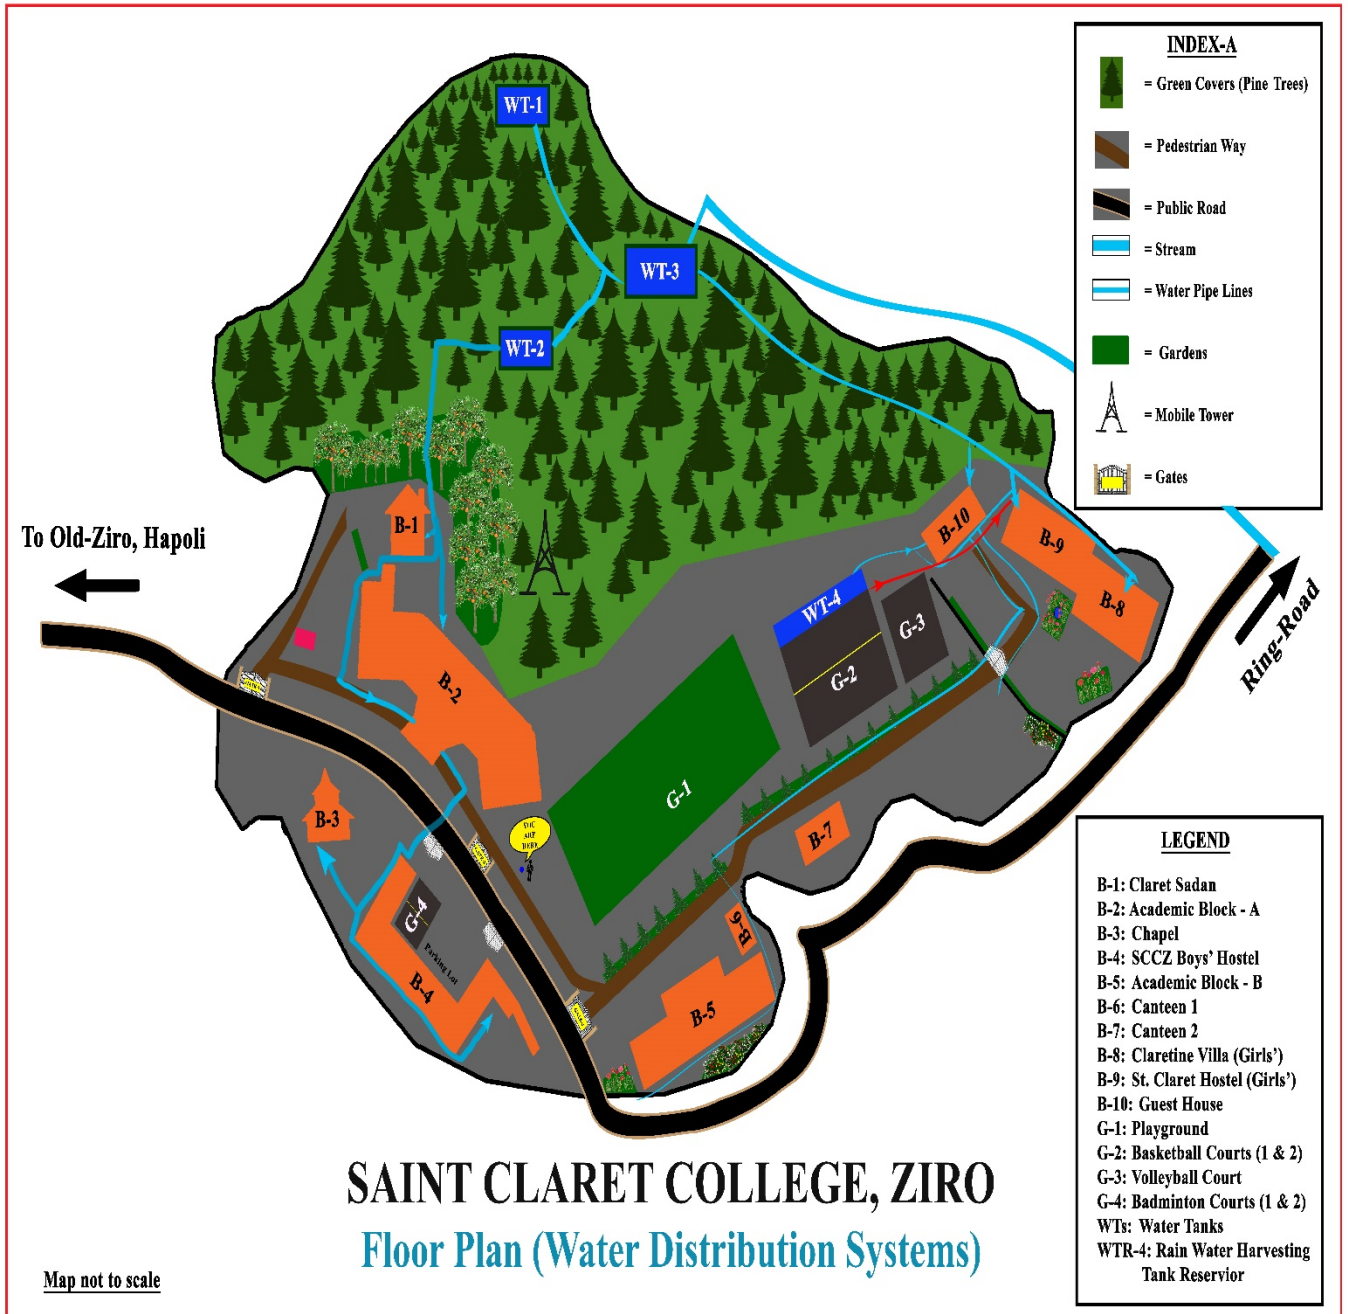 INDEX-A
= Green Covers (Pine Trees)
= Pedestrian Way
= Public Road
= Stream
= Water Pipe Lines
= Gardens
= Mobile Tower
= Gates
WT-1
WT-3
WT-2
To Old-Ziro, Hapoli
B-1
B-10
B-9
B-8
WT-4
G-3
G-2
Ring-Road
B-2
G-1
B-3
YOU
ARE
HERE
B-7
G-4
Parking Lot
B-6
B-4
B-5
LEGEND
B-1: Claret Sadan
B-2: Academic Block - A
B-3: Chapel
B-4: SCCZ Boys' Hostel
B-5: Academic Block - B
B-6: Canteen 1
B-7: Canteen 2
B-8: Claretine Villa (Girls')
B-9: St. Claret Hostel (Girls')
B-10: Guest House
G-1: Playground
G-2: Basketball Courts (1 & 2)
G-3: Volleyball Court
G-4: Badminton Courts (1 & 2)
WTs: Water Tanks
WTR-4: Rain Water Harvesting
Tank Reservior
SAINT CLARET COLLEGE, ZIRO
Floor Plan (Water Distribution Systems)
Map not to scale